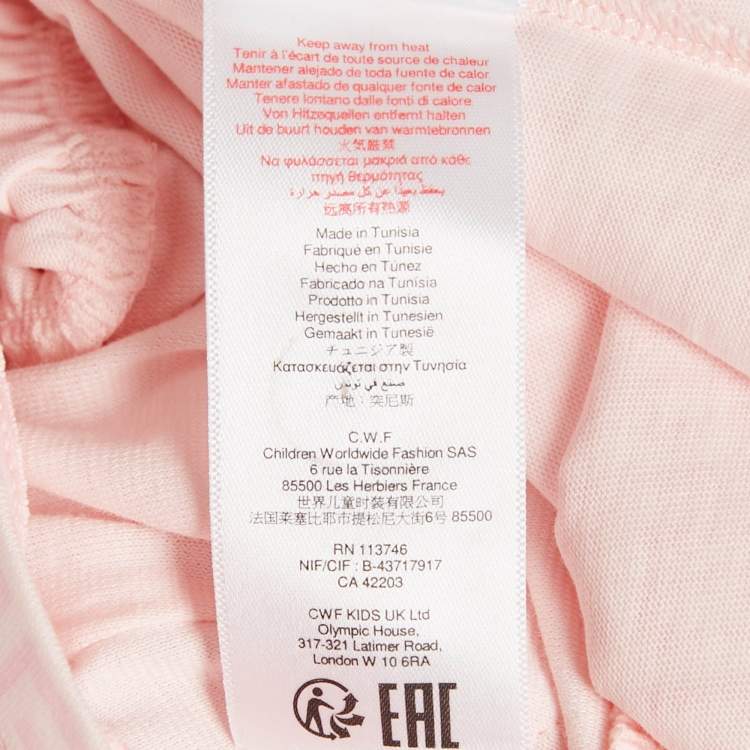 Keep away from heat
Tenir à l'écart de toute source de chaleur
Mantener alejado de toda fuente de calor
Manter afastado de qualquer fonte de calor
Tenere lontano dalle fonti di calore
Von Hitzequellen entfernt halten
Uit de buurt houden van warmtebronnen
火気厳禁
Να φυλάσσεται μακριά από κάθε
πηγή θερμότητας
يحفظ بعيدا عن كل مصدر حرارة
远离所有热源
Made in Tunisia
Fabriqué en Tunisie
Hecho en Túnez
Fabricado na Tunísia
Prodotto in Tunisia
Hergestellt in Tunesien
Gemaakt in Tunesië
チュニジア製
Κατασκευάζεται στην Τυνησία
صنع في تونس
产地：突尼斯
C.W.F
Children Worldwide Fashion SAS
6 rue la Tisonnière
85500 Les Herbiers France
世界儿童时装有限公司
法国莱塞比耶市提松尼大街6号 85500
RN 113746
NIF/CIF : B-43717917
CA 42203
CWF KIDS UK Ltd
Olympic House,
317-321 Latimer Road,
London W 10 6RA
EAC